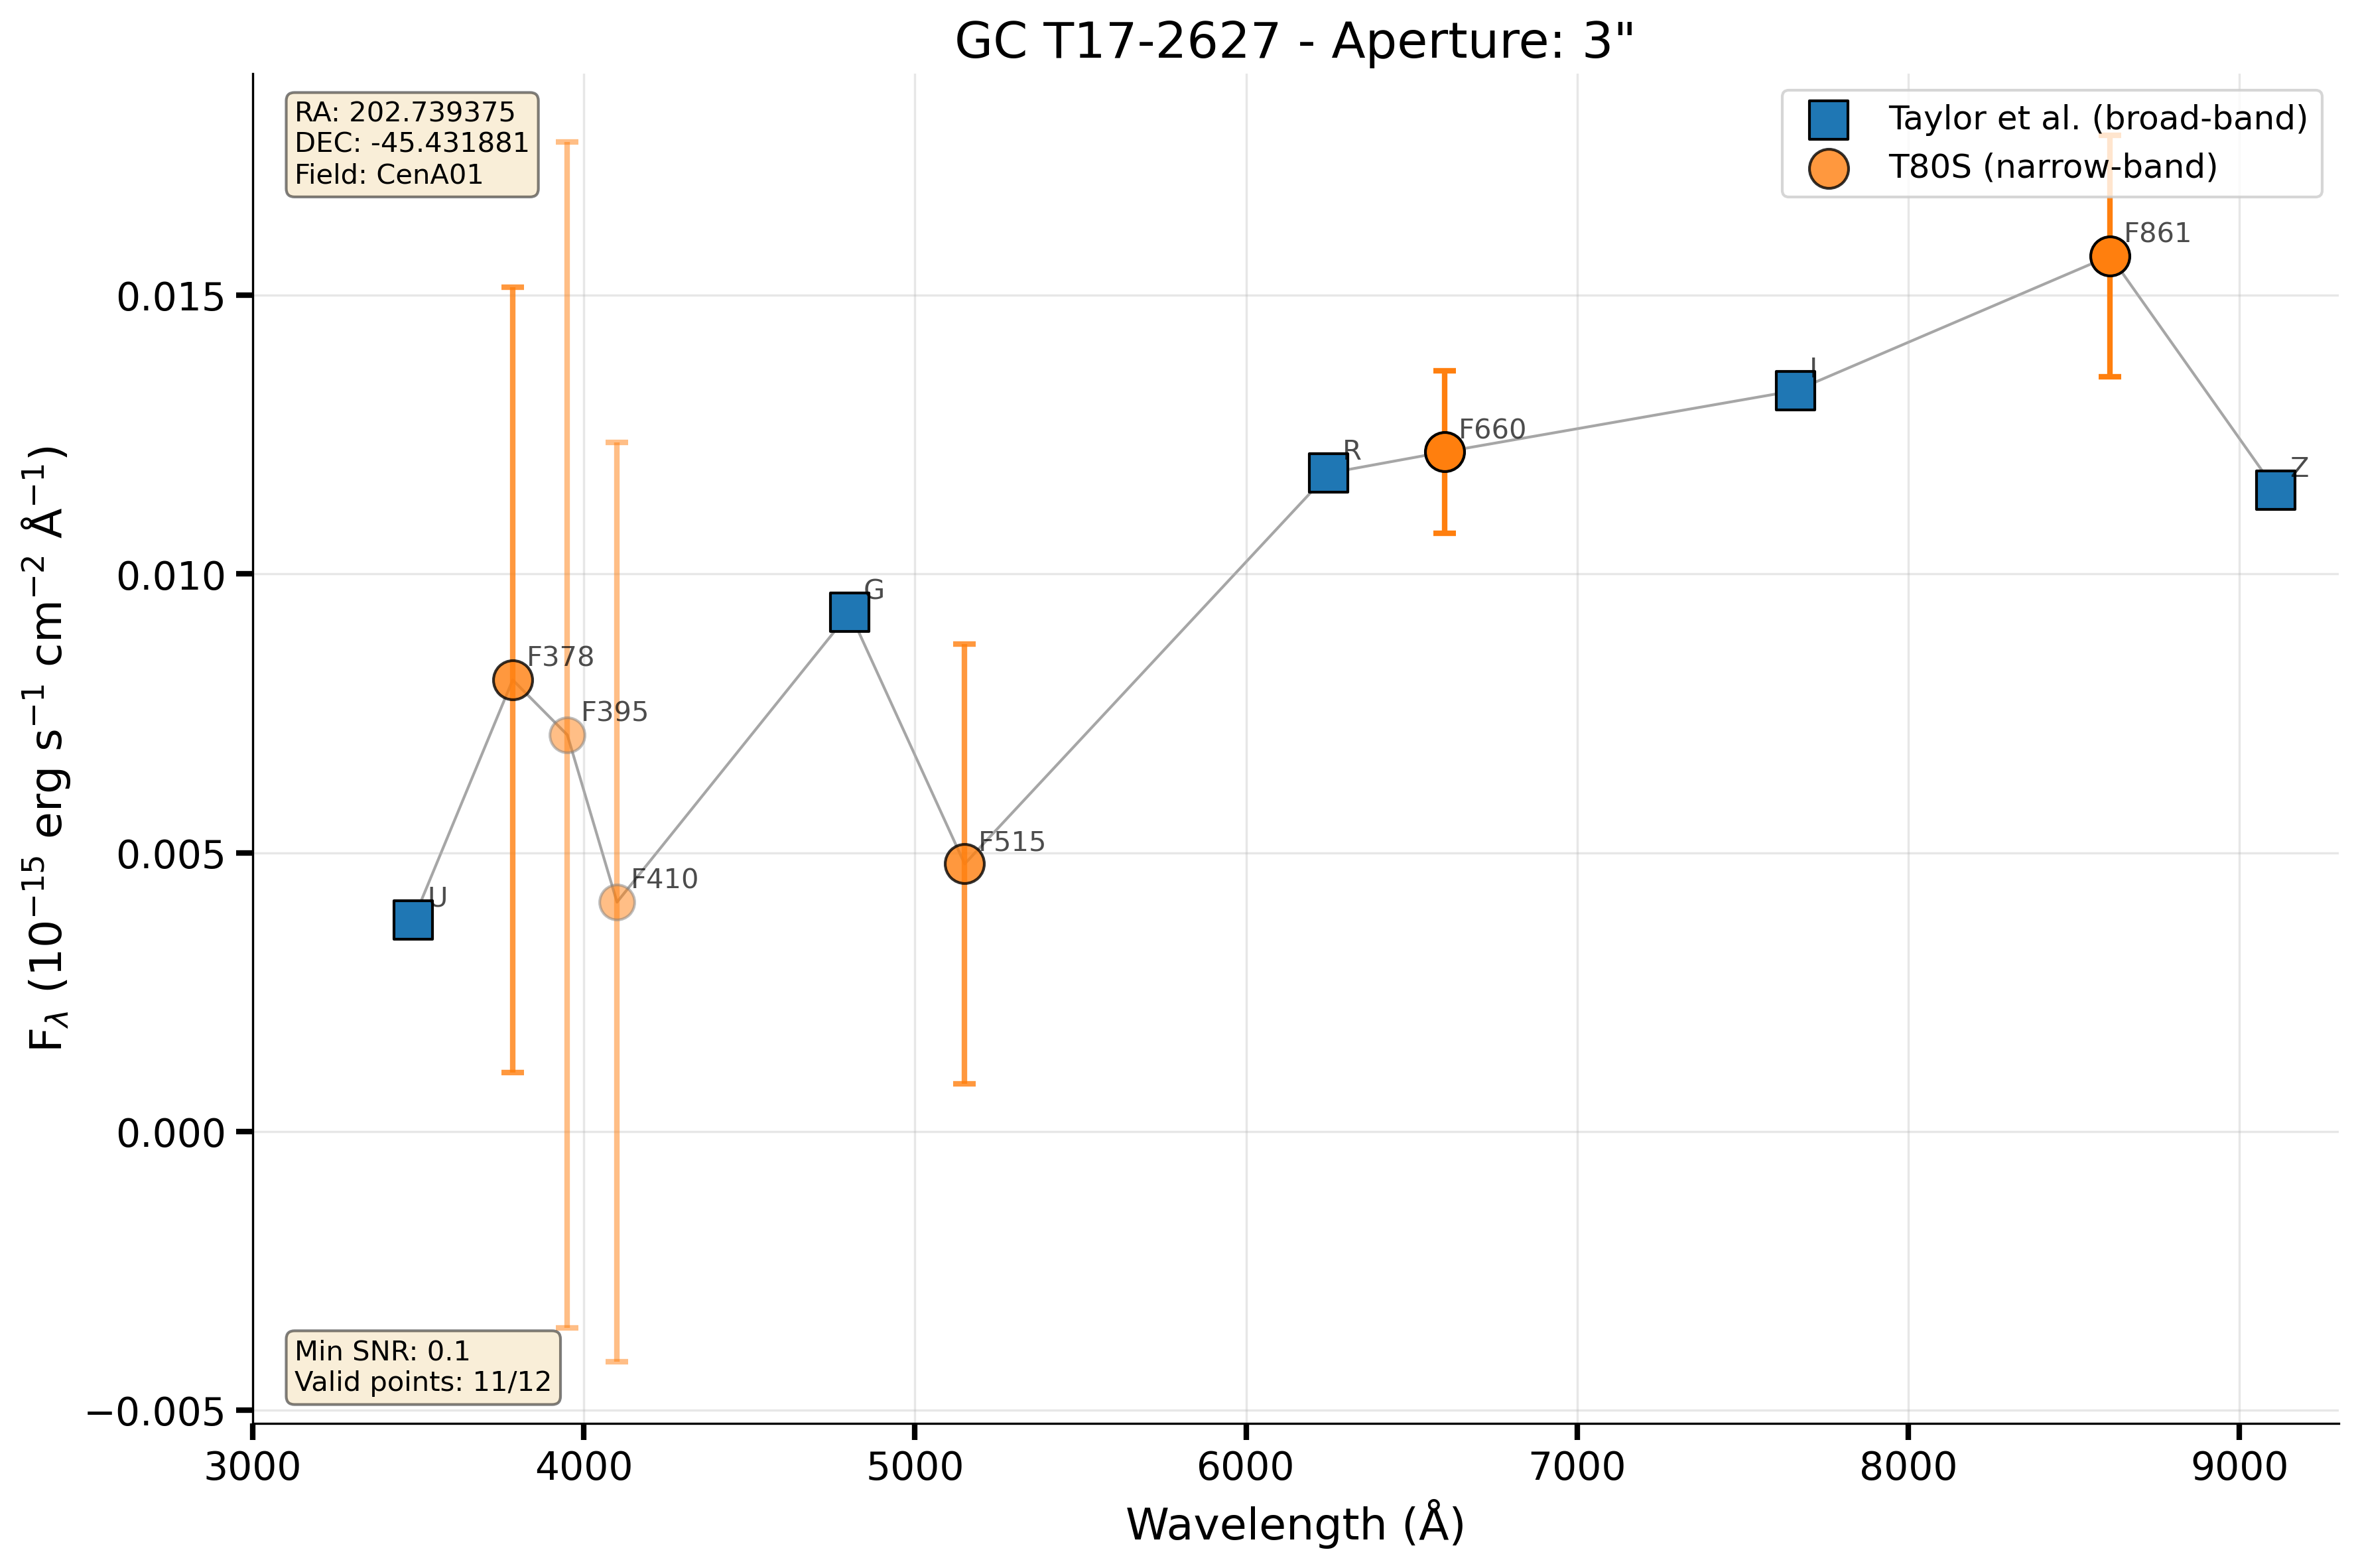 GC T17-2627 - Aperture: 3"
RA: 202.739375
DEC: -45.431881
Field: CenA01
Taylor et al. (broad-band)
T80S (narrow-band)
F861
I
Z
R
F660
G
F378
F395
F515
F410
U
Min SNR: 0.1
Valid points: 11/12
0.015
0.010
0.005
0.000
−0.005
3000 4000 5000 6000 7000 8000 9000
Wavelength (Å)
Fλ (10⁻¹⁵ erg s⁻¹ cm⁻² Å⁻¹)